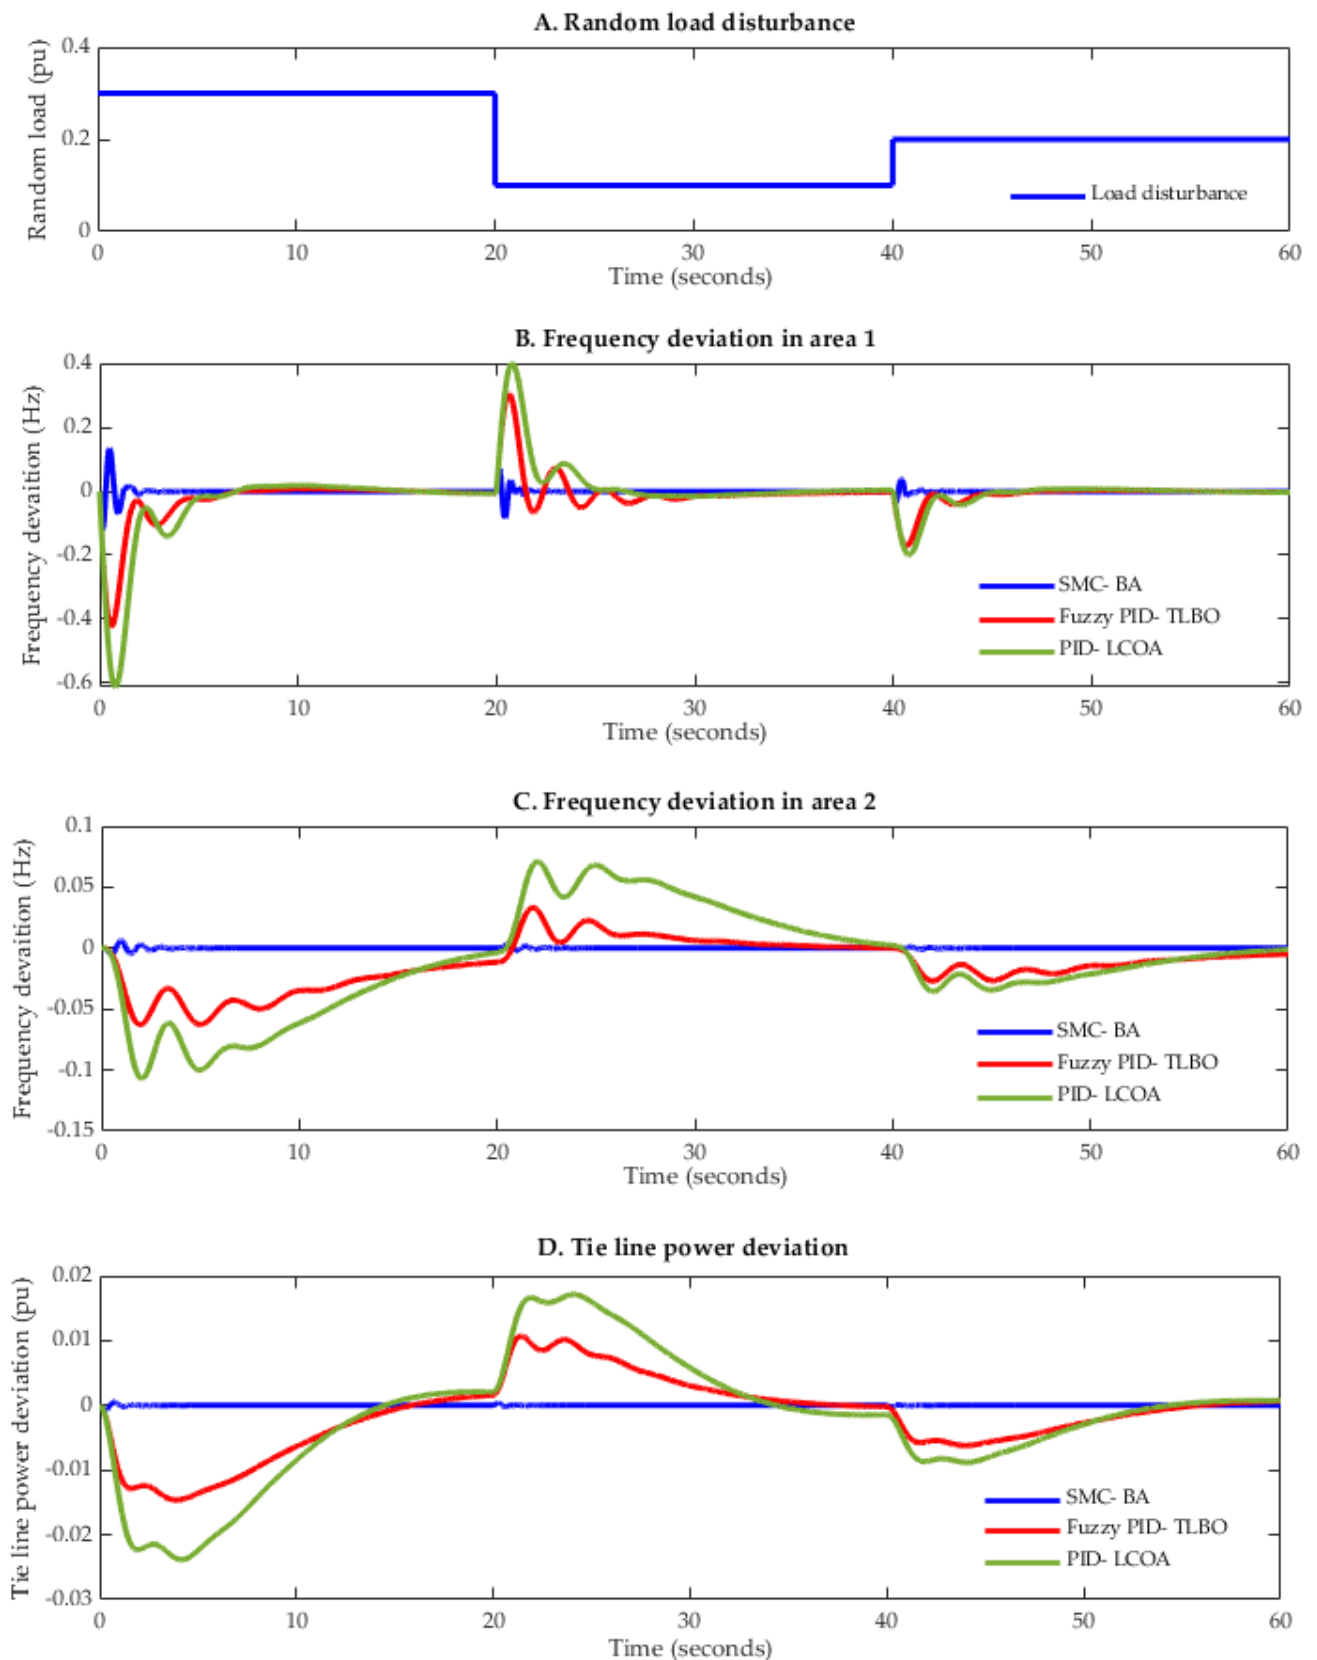 A. Random load disturbance
Random load (pu)
0.4
0.2
0
Load disturbance
0 10 20 30 40 50 60
Time (seconds)
B. Frequency deviation in area 1
Frequency devaition (Hz)
0.4
0.2
0
-0.2
-0.4
-0.6
SMC- BA
Fuzzy PID- TLBO
PID- LCOA
0 10 20 30 40 50 60
Time (seconds)
C. Frequency deviation in area 2
Frequency devaition (Hz)
0.1
0.05
0
-0.05
-0.1
-0.15
SMC- BA
Fuzzy PID- TLBO
PID- LCOA
0 10 20 30 40 50 60
Time (seconds)
D. Tie line power deviation
Tie line power deviation (pu)
0.02
0.01
0
-0.01
-0.02
-0.03
SMC- BA
Fuzzy PID- TLBO
PID- LCOA
0 10 20 30 40 50 60
Time (seconds)